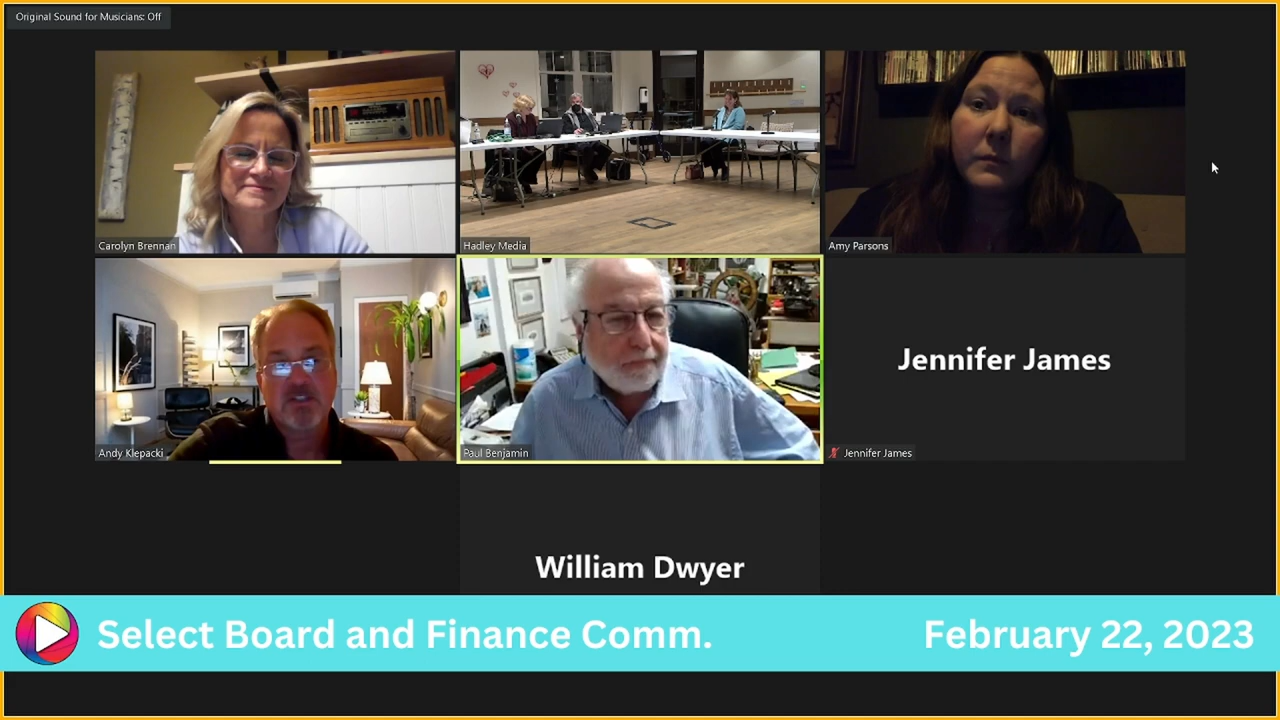 Original Sound for Musicians: Off
Carolyn Brennan
Hadley Media
Amy Parsons
Andy Klepacki
Paul Benjamin
Jennifer James
Jennifer James
William Dwyer
Select Board and Finance Comm.
February 22, 2023